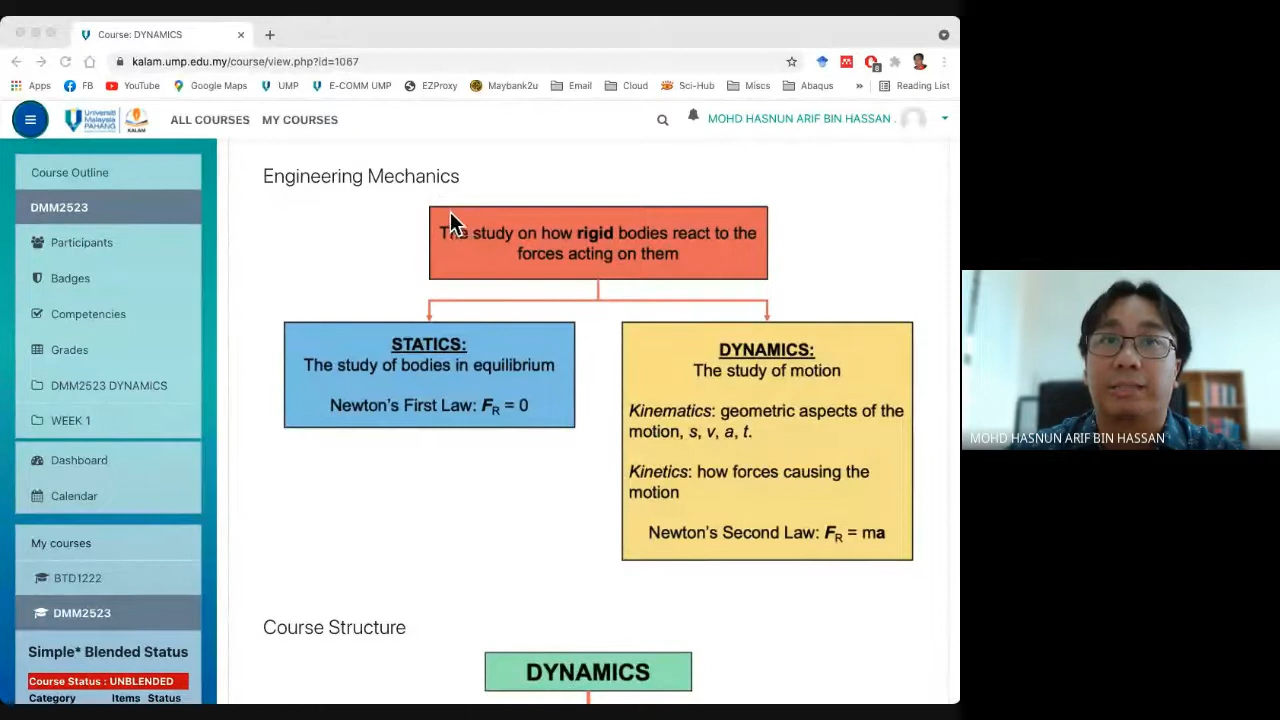 Course: DYNAMICS
kalam.ump.edu.my/course/view.php?id=1067
Apps FB YouTube Google Maps UMP E-COMM UMP EZProxy Maybank2u Email Cloud Sci-Hub Miscs Abaqus » Reading List
Universiti Malaysia PAHANG KALAM ALL COURSES MY COURSES MOHD HASNUN ARIF BIN HASSAN .
Course Outline
DMM2523
Participants
Badges
Competencies
Grades
DMM2523 DYNAMICS
WEEK 1
Dashboard
Calendar
My courses
BTD1222
DMM2523
Simple* Blended Status
Course Status : UNBLENDED
Category Items Status
Engineering Mechanics
The study on how rigid bodies react to the
forces acting on them
STATICS:
The study of bodies in equilibrium
Newton's First Law: FR = 0
DYNAMICS:
The study of motion
Kinematics: geometric aspects of the
motion, s, v, a, t.
Kinetics: how forces causing the
motion
Newton's Second Law: FR = ma
Course Structure
DYNAMICS
MOHD HASNUN ARIF BIN HASSAN